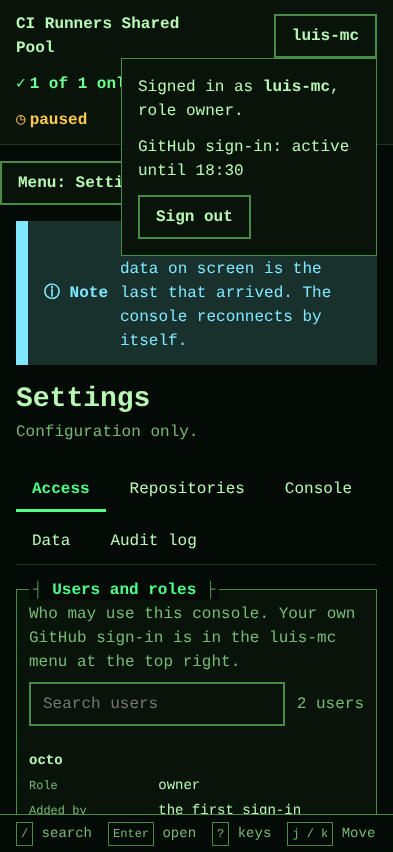 CI Runners Shared
Pool
luis-mc
✓ 1 of 1 onl
◷ paused
Signed in as luis-mc,
role owner.
GitHub sign-in: active
until 18:30
Sign out
Menu: Setti
ⓘ Note
data on screen is the
last that arrived. The
console reconnects by
itself.
Settings
Configuration only.
Access Repositories Console
Data Audit log
Users and roles
Who may use this console. Your own
GitHub sign-in is in the luis-mc
menu at the top right.
Search users 2 users
octo
Role owner
Added by the first sign-in
/ search Enter open ? keys j / k Move